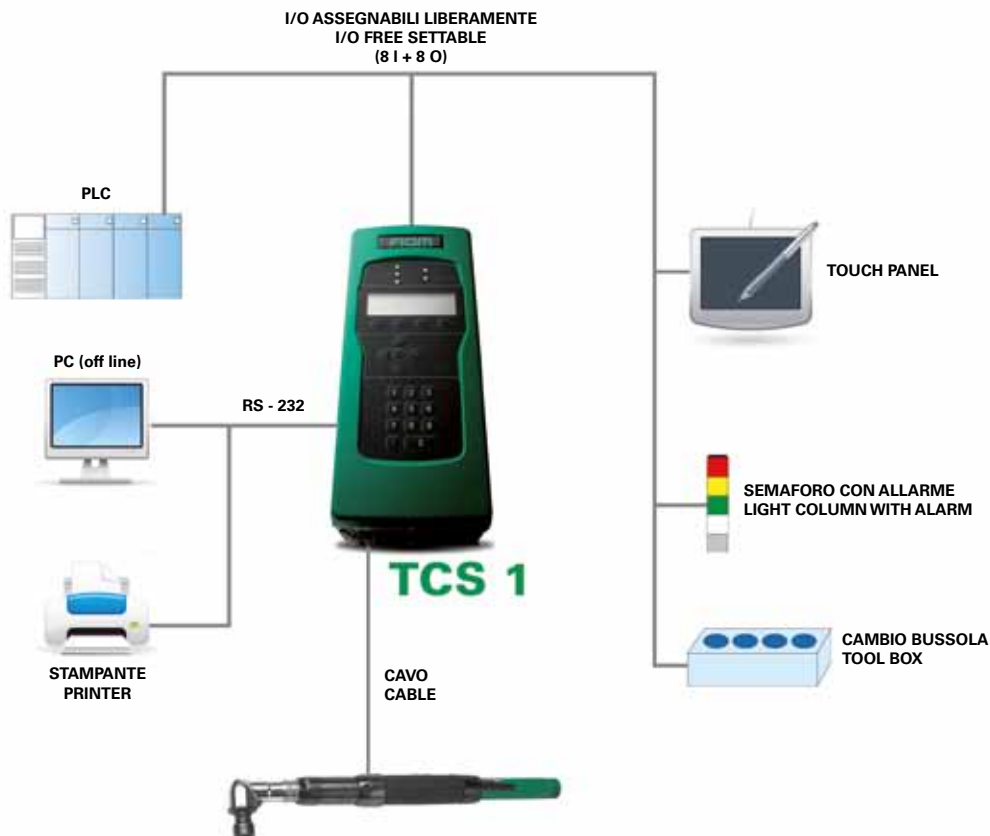 I/O ASSEGNABILI LIBERAMENTE
I/O FREE SETTABLE
(8 I + 8 O)
PLC
TOUCH PANEL
PC (off line)
RS - 232
SEMAFORO CON ALLARME
LIGHT COLUMN WITH ALARM
TCS 1
STAMPANTE
PRINTER
CAVO
CABLE
CAMBIO BUSSOLA
TOOL BOX